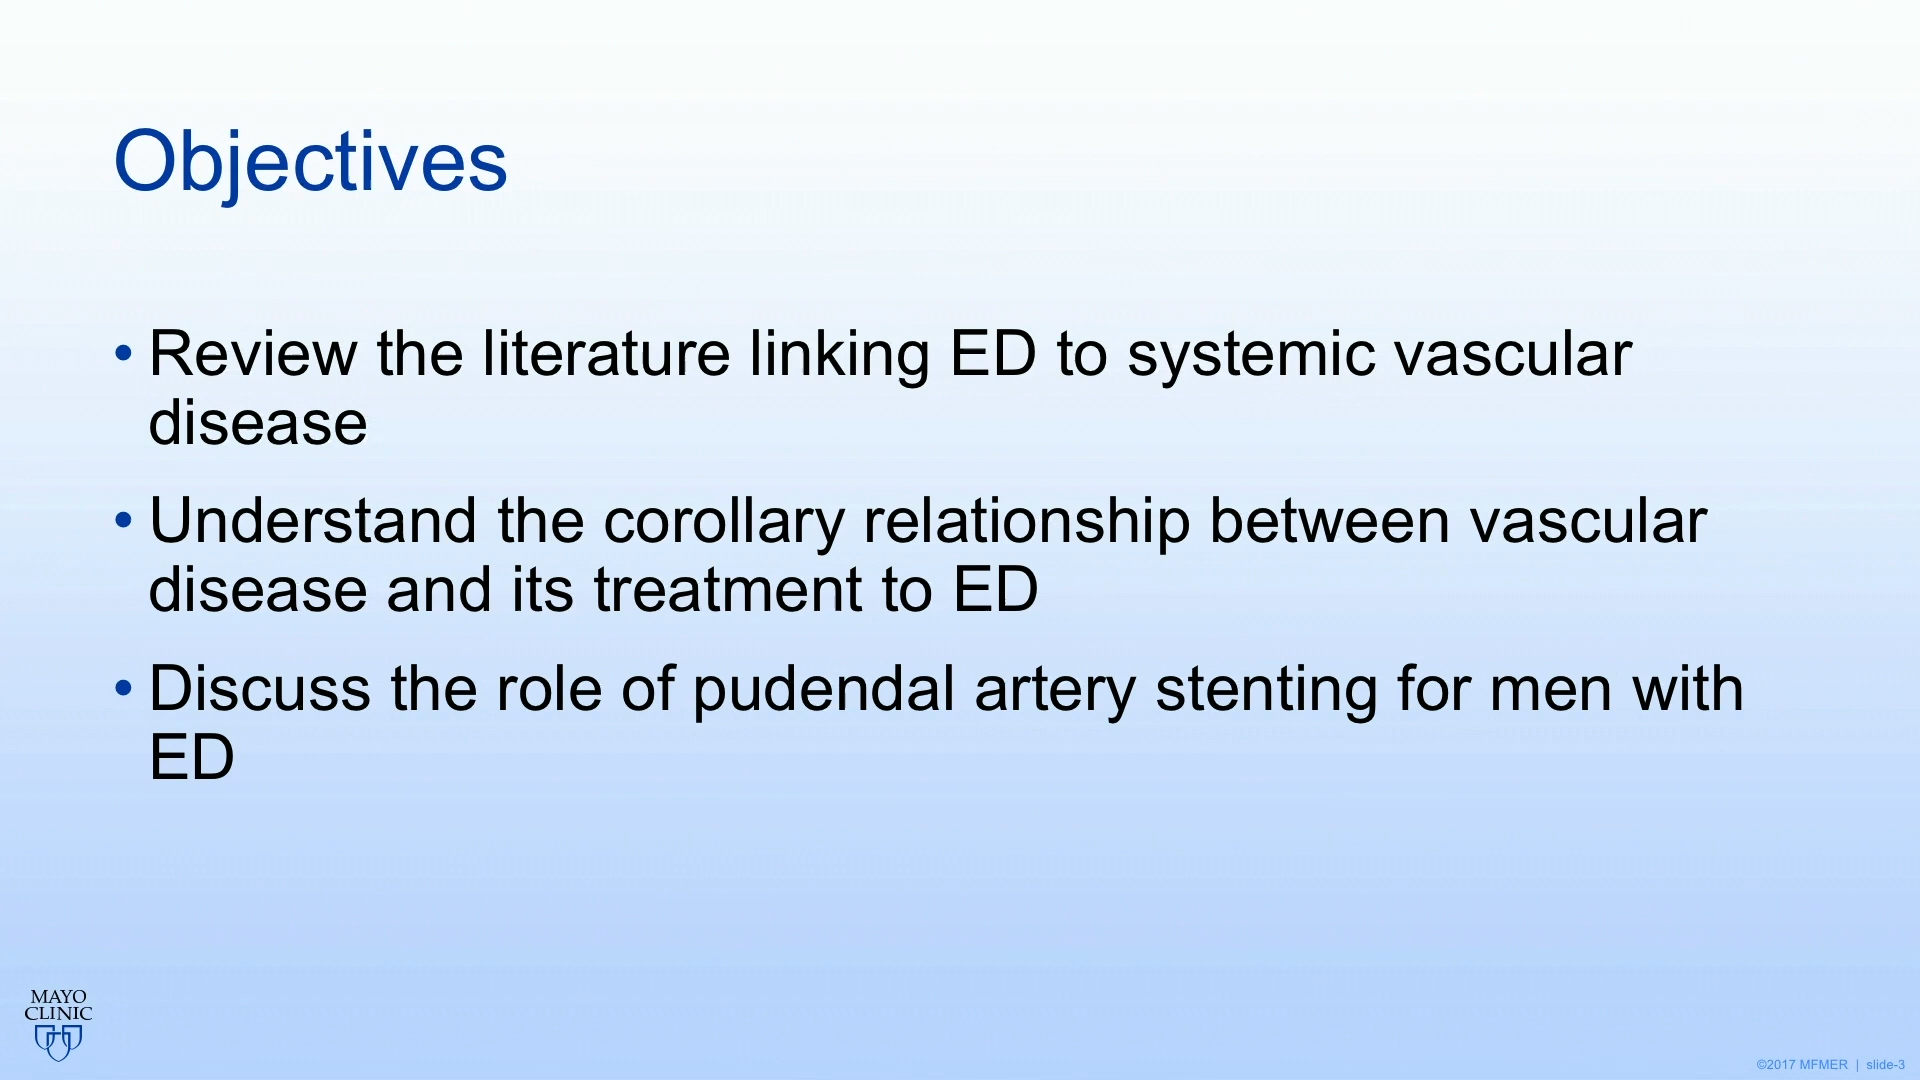 Objectives
• Review the literature linking ED to systemic vascular
disease
• Understand the corollary relationship between vascular
disease and its treatment to ED
• Discuss the role of pudendal artery stenting for men with
ED
MAYO
CLINIC
©2017 MFMER | slide-3